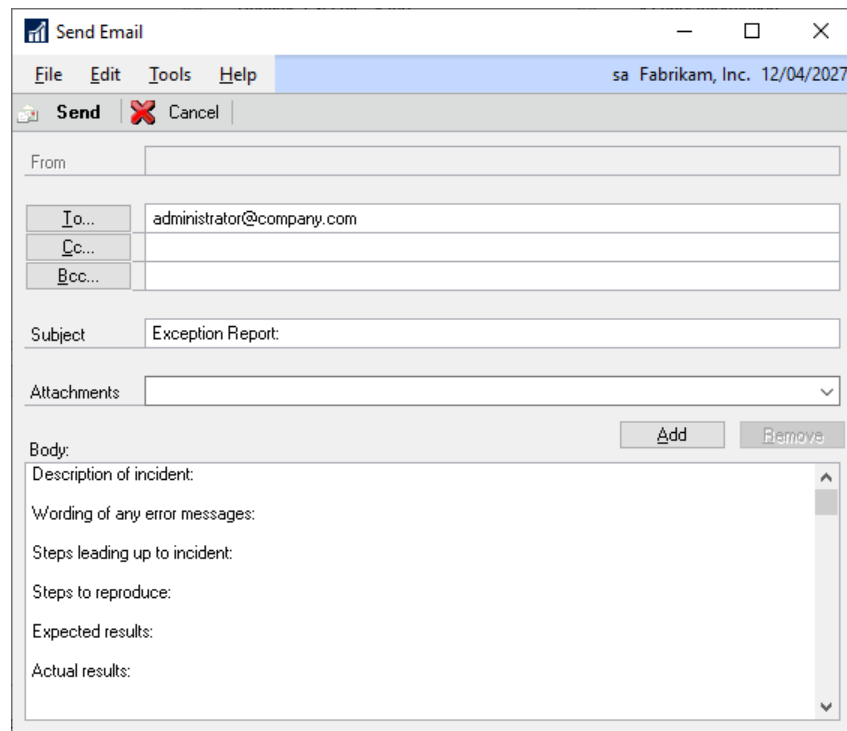 Send Email
File Edit Tools Help sa Fabrikam, Inc. 12/04/2027
Send Cancel
From
To... administrator@company.com
Cc...
Bcc...
Subject Exception Report:
Attachments
Add Remove
Body:
Description of incident:
Wording of any error messages:
Steps leading up to incident:
Steps to reproduce:
Expected results:
Actual results: